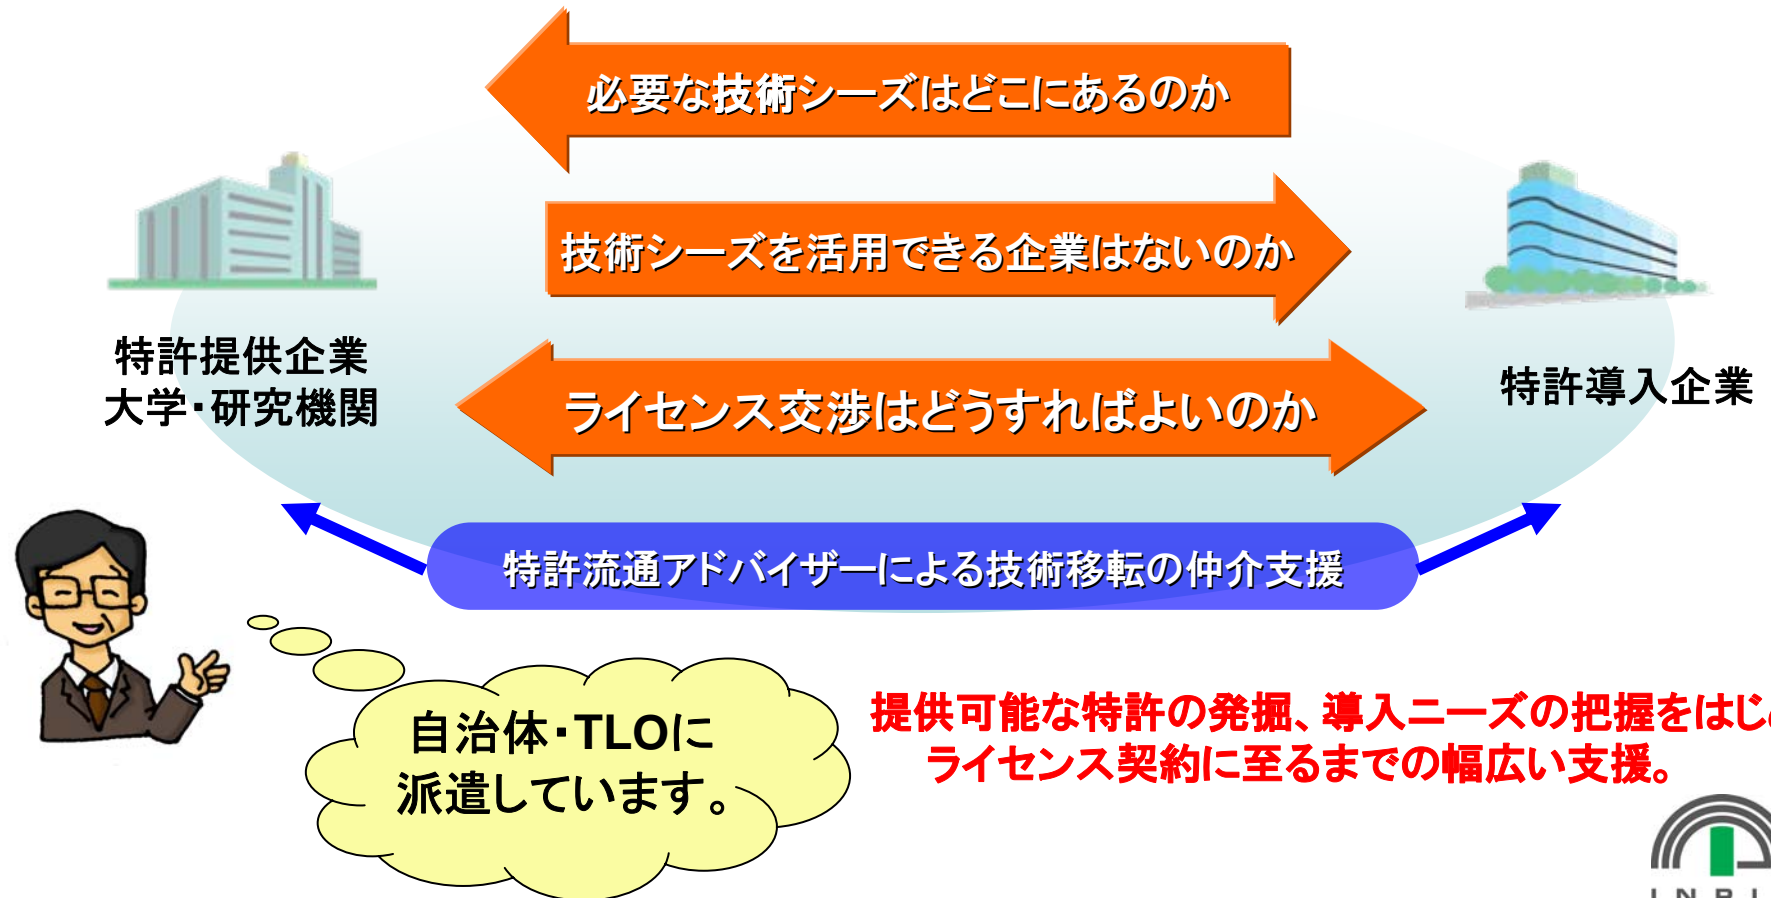 必要な技術シーズはどこにあるのか
技術シーズを活用できる企業はないのか
特許提供企業
大学・研究機関
ライセンス交渉はどうすればよいのか
特許導入企業
特許流通アドバイザーによる技術移転の仲介支援
自治体・TLOに
派遣しています。
提供可能な特許の発掘、導入ニーズの把握をはじ
ライセンス契約に至るまでの幅広い支援。